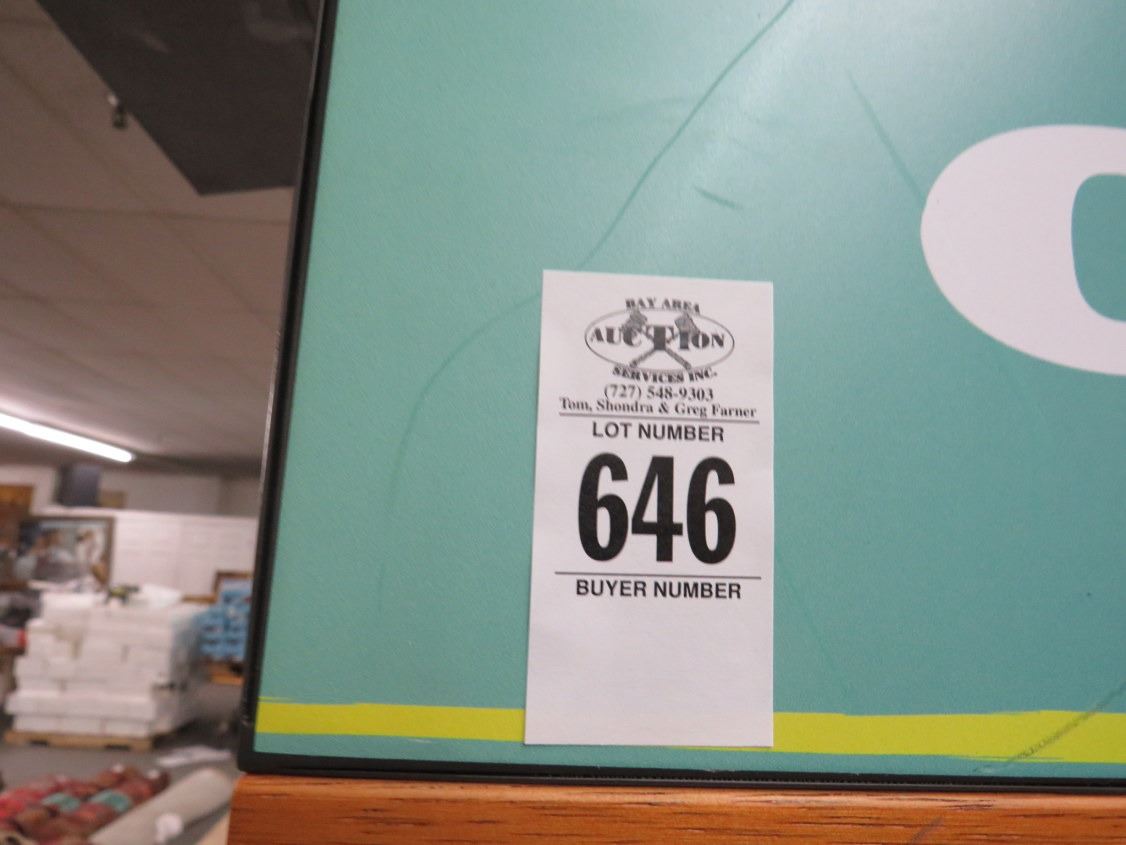 BAY AREA
AUCTION
SERVICES INC.
(727) 548-9303
Tom, Shondra & Greg Farner
LOT NUMBER
646
BUYER NUMBER